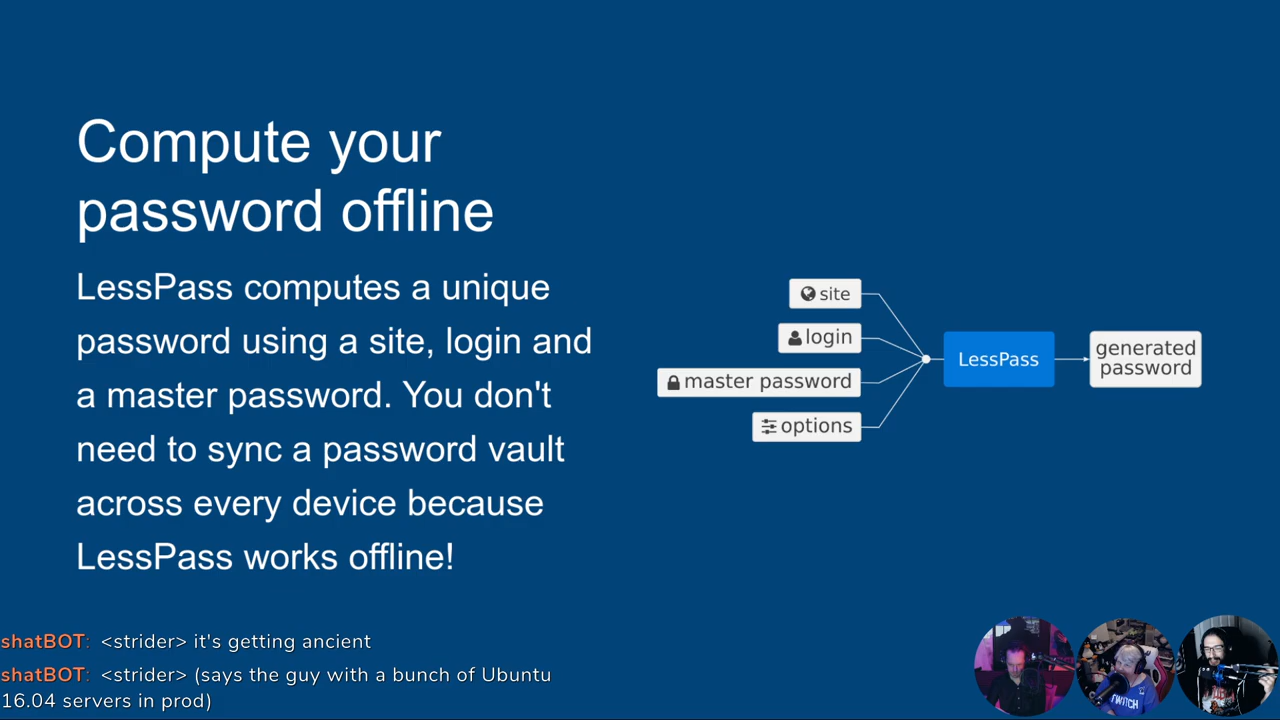 Compute your
password offline
LessPass computes a unique
password using a site, login and
a master password. You don't
need to sync a password vault
across every device because
LessPass works offline!
site
login
master password
options
LessPass
generated
password
shatBOT: <strider> it's getting ancient
shatBOT: <strider> (says the guy with a bunch of Ubuntu
16.04 servers in prod)
TWITCH